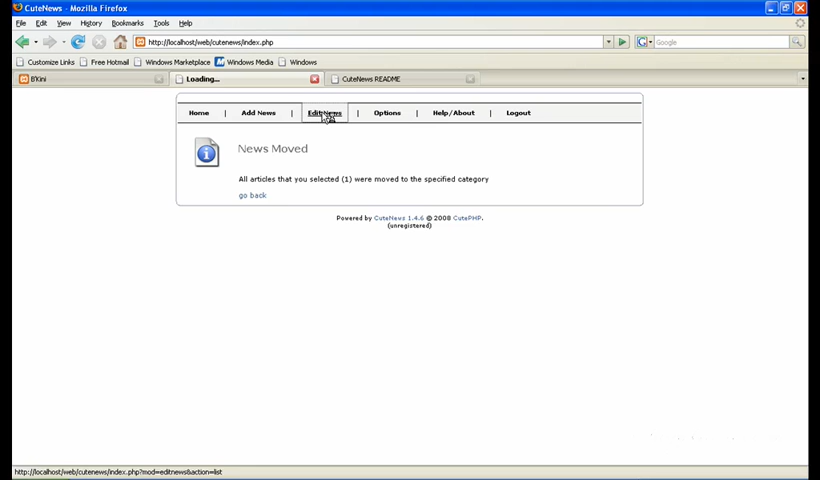 CuteNews - Mozilla Firefox
File Edit View History Bookmarks Tools Help
http://localhost/web/cutenews/index.php
Google
Customize Links Free Hotmail Windows Marketplace Windows Media Windows
B'Kini Loading... CuteNews README
Home | Add News | Edit News | Options | Help/About | Logout
News Moved
All articles that you selected (1) were moved to the specified category
go back
Powered by CuteNews 1.4.6 © 2008 CutePHP.
(unregistered)
http://localhost/web/cutenews/index.php?mod=editnews&action=list